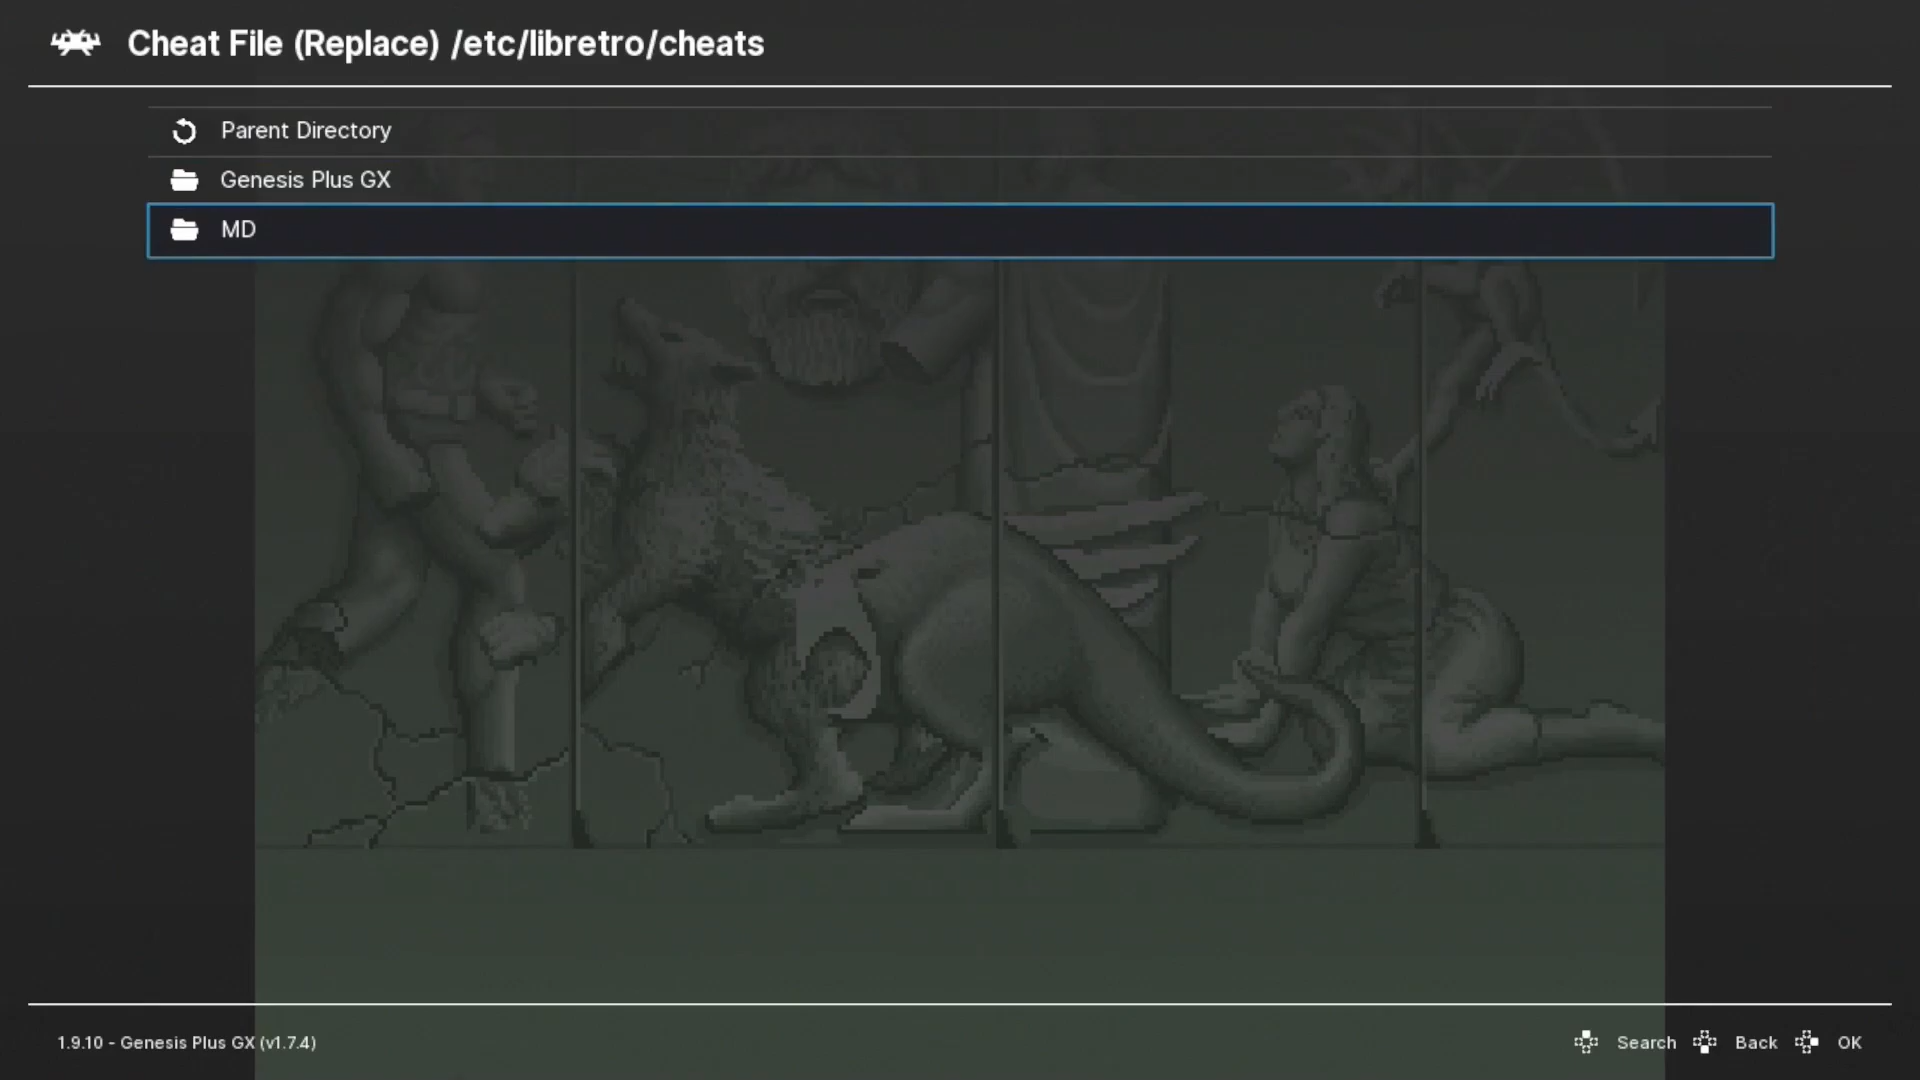 Cheat File (Replace) /etc/libretro/cheats
Parent Directory
Genesis Plus GX
MD
1.9.10 - Genesis Plus GX (v1.7.4)
Search Back OK